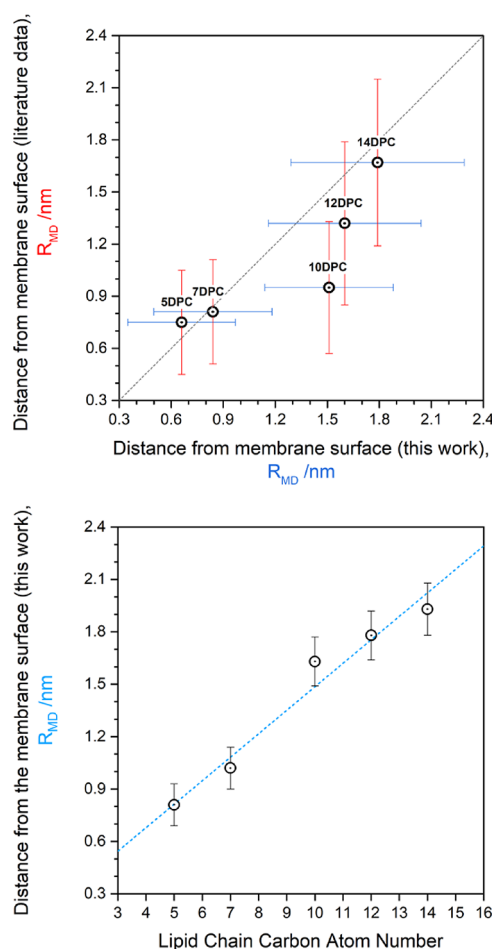 Distance from membrane surface (literature data),
R_MD /nm
2.4
2.1
1.8
1.5
1.2
0.9
0.6
0.3
14DPC
12DPC
10DPC
7DPC
5DPC
0.3 0.6 0.9 1.2 1.5 1.8 2.1 2.4
Distance from membrane surface (this work),
R_MD /nm
Distance from the membrane surface (this work),
R_MD /nm
2.4
2.1
1.8
1.5
1.2
0.9
0.6
0.3
3 4 5 6 7 8 9 10 11 12 13 14 15 16
Lipid Chain Carbon Atom Number